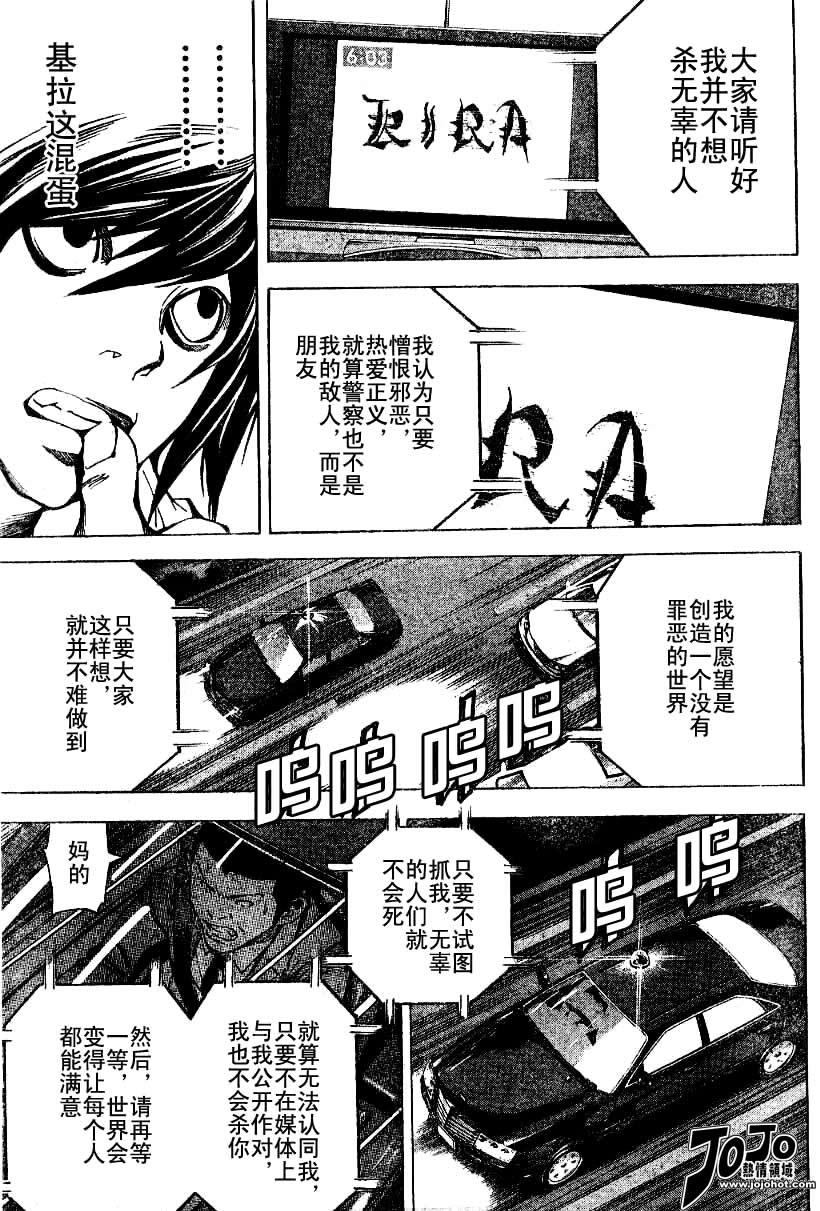 大家请听好
我并不想
杀无辜的人
6:03
KIRA
………
………
基拉这混蛋
我认为只要
憎恨邪恶，
热爱正义，
就算警察也不是
我的敌人，而是
朋友
RA
我的愿望是
创造一个没有
罪恶的世界
只要大家
这样想，
就并不难做到
呜呜呜呜
呜呜
只要不试图
抓我，无辜
的人们就
不会死
妈的
就算无法认同我，
只要不在媒体上
与我公开作对，
我也不会杀你
然后，请再等
一等，世界会
变得让每个人
都能满意
JOJO
熱情領域
www.jojohot.com